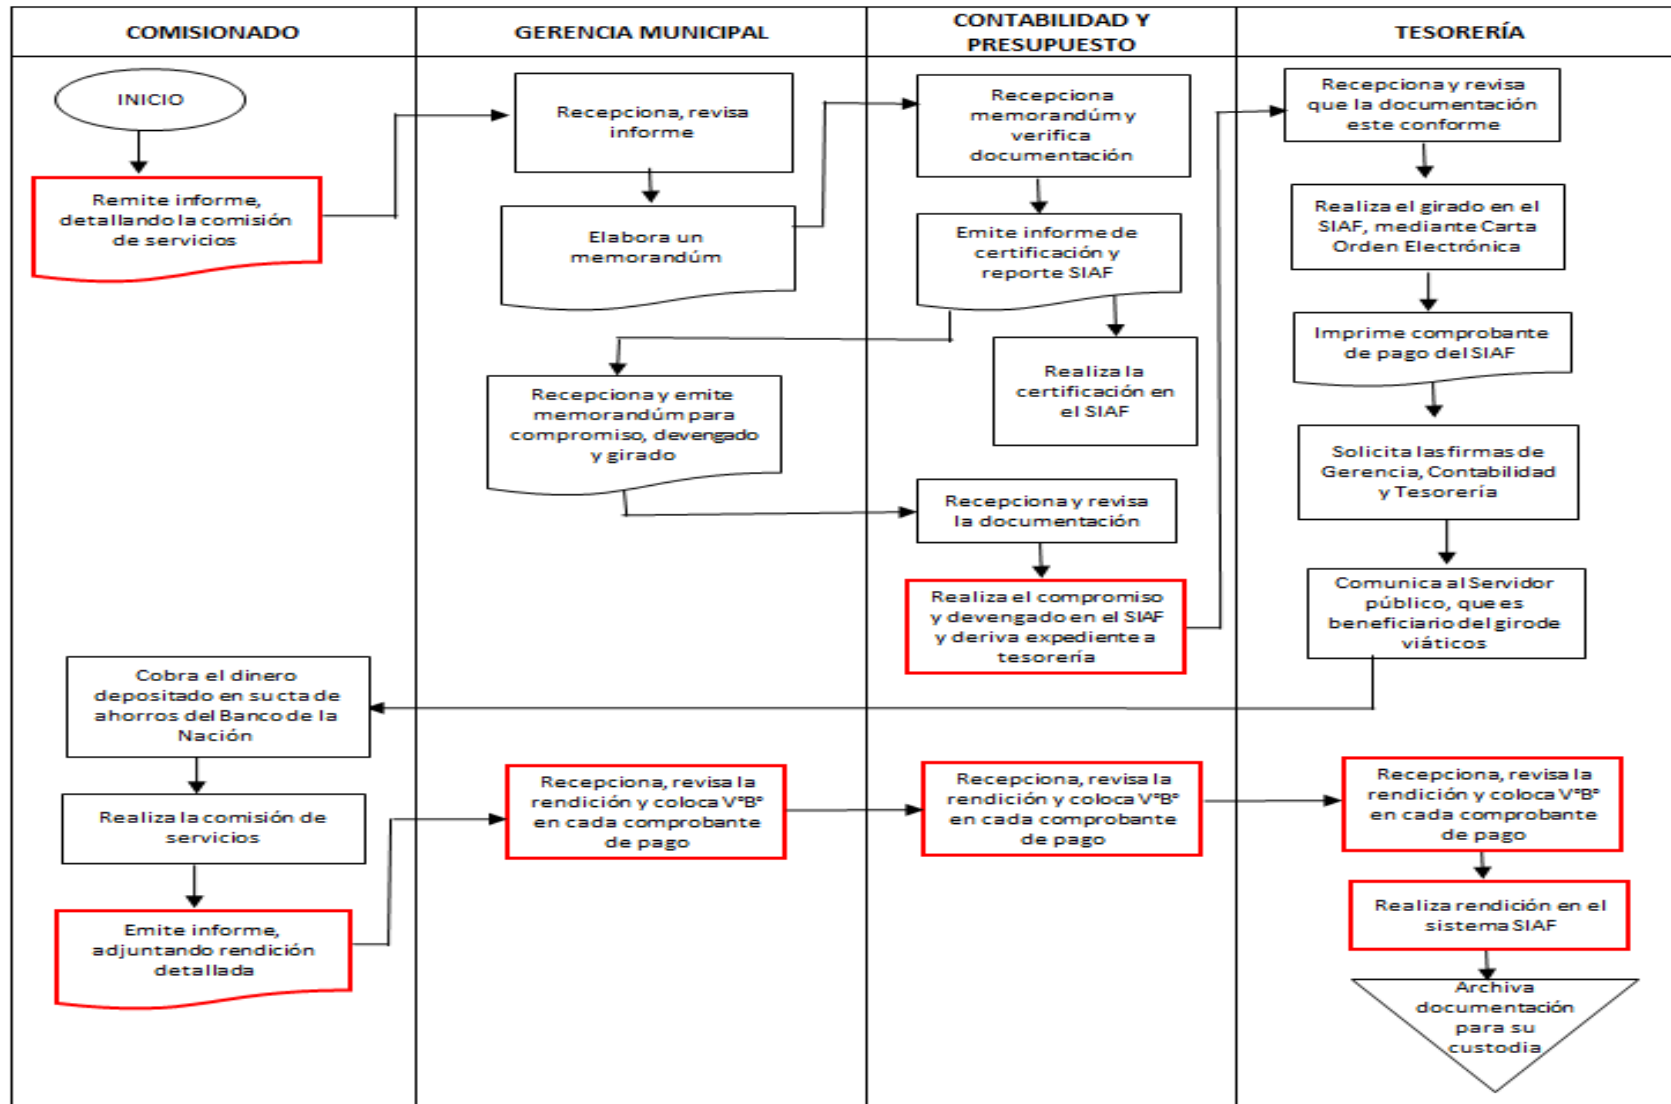 COMISIONADO
GERENCIA MUNICIPAL
CONTABILIDAD Y
PRESUPUESTO
TESORERÍA
INICIO
Remite informe,
detallando la comisión
de servicios
Recepciona, revisa
informe
Elabora un
memorandúm
Recepciona
memorandúm y
verifica
documentación
Emite informe de
certificación y
reporte SIAF
Realiza la
certificación en
el SIAF
Recepciona y emite
memorandúm para
compromiso, devengado
y girado
Recepciona y revisa
la documentación
Realiza el compromiso
y devengado en el SIAF
y deriva expediente a
tesorería
Recepciona y revisa
que la documentación
este conforme
Realiza el girado en el
SIAF, mediante Carta
Orden Electrónica
Imprime comprobante
de pago del SIAF
Solicita las firmas de
Gerencia, Contabilidad
y Tesorería
Comunica al Servidor
público, que es
beneficiario del giro de
viáticos
Cobra el dinero
depositado en su cta de
ahorros del Banco de la
Nación
Realiza la comisión de
servicios
Emite informe,
adjuntando rendición
detallada
Recepciona, revisa la
rendición y coloca V°B°
en cada comprobante
de pago
Recepciona, revisa la
rendición y coloca V°B°
en cada comprobante
de pago
Recepciona, revisa la
rendición y coloca V°B°
en cada comprobante
de pago
Realiza rendición en el
sistema SIAF
Archiva
documentación
para su
custodia